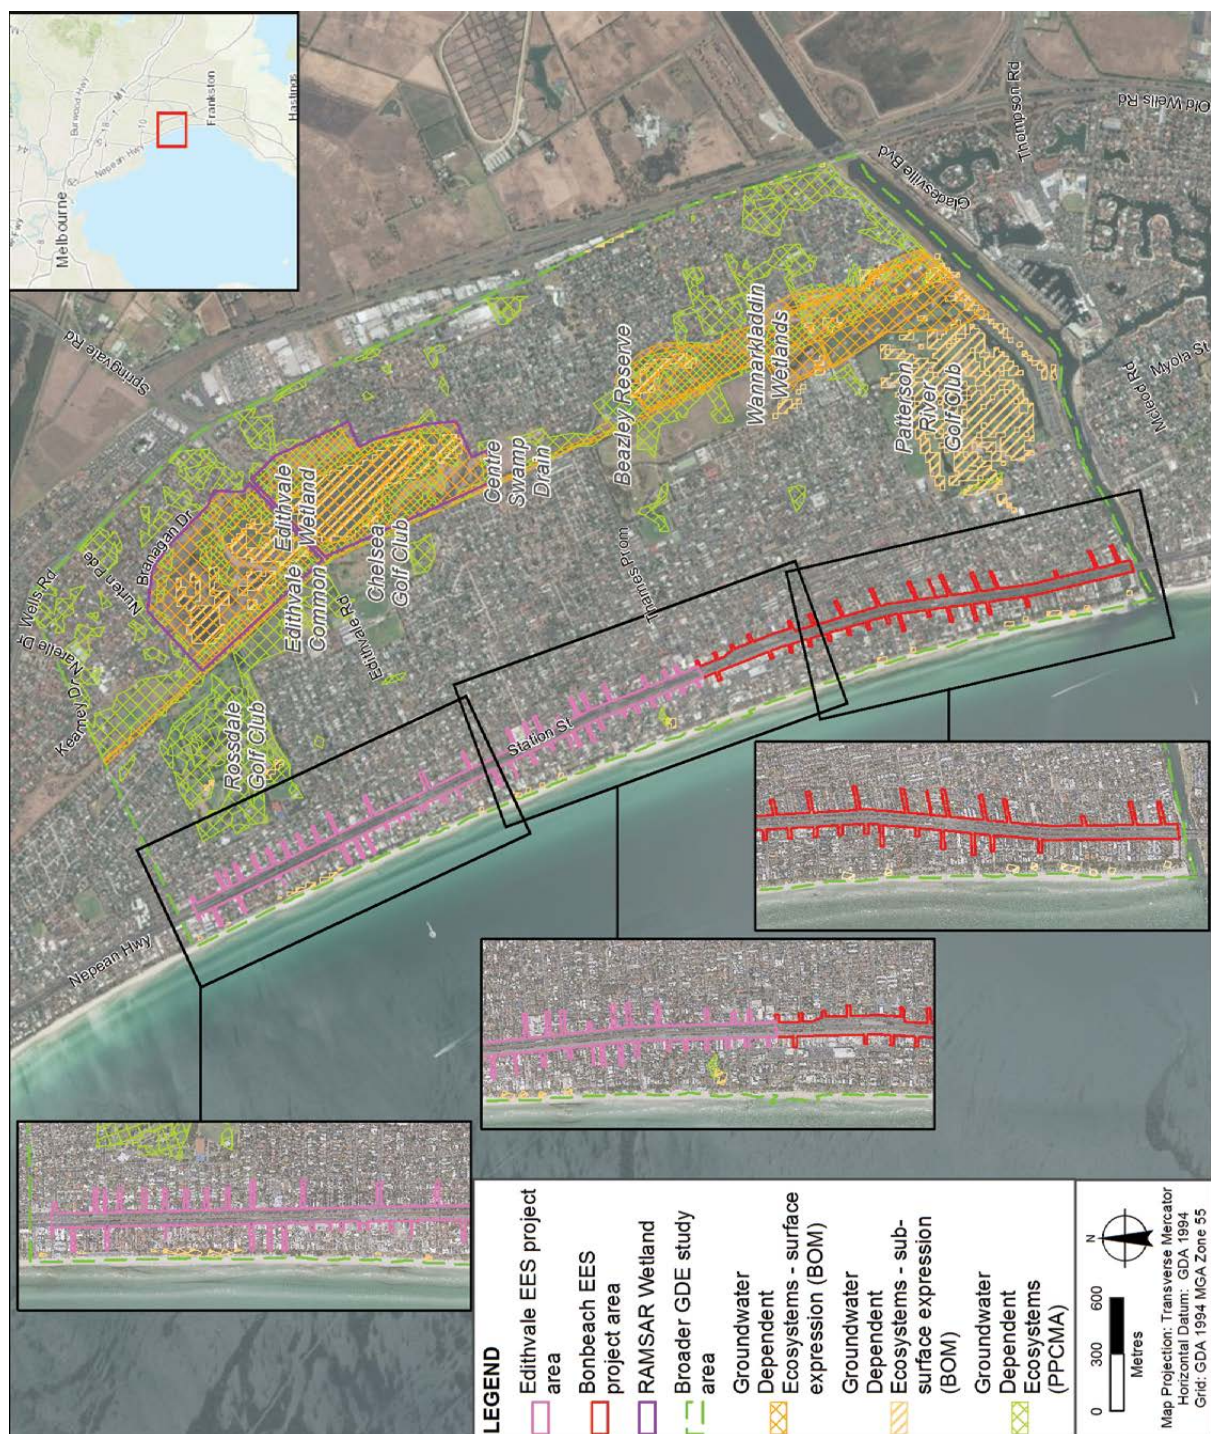 Melbourne
Burwood Hwy
M1
Nepean Hwy
Frankston
Hastings
Springvale Rd
Wells Rd
Nurten Pde
Branagan Dr
Narelle Dr
Kearney Dr
Rossdale
Golf Club
Edithvale
Common
Edithvale
Wetland
Edithvale Rd
Chelsea
Golf Club
Centre
Swamp
Drain
Beazley Reserve
Thames Prom
Wannarkladdin
Wetlands
Patterson
River
Golf Club
Gladesville Blvd
Thompson Rd
Old Wells Rd
Mcleod Rd
Myola St
Station St
Nepean Hwy
LEGEND
Edithvale EES project
area
Bonbeach EES
project area
RAMSAR Wetland
Broader GDE study
area
Groundwater
Dependent
Ecosystems - surface
expression (BOM)
Groundwater
Dependent
Ecosystems - sub-
surface expression
(BOM)
Groundwater
Dependent
Ecosystems
(PPCMA)
0 300 600
Metres
N
Map Projection: Transverse Mercator
Horizontal Datum: GDA 1994
Grid: GDA 1994 MGA Zone 55